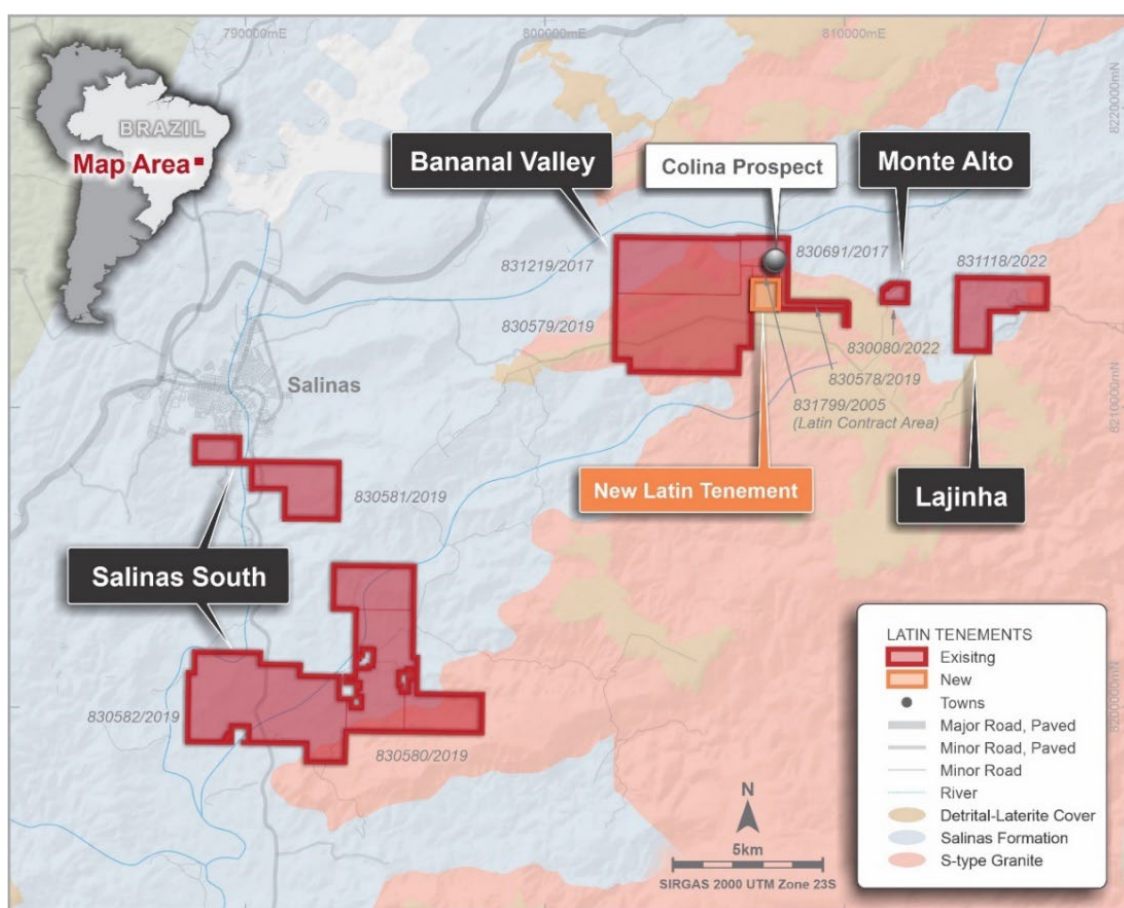 790000mE
800000mE
810000mE
8220000mN
8210000mN
8200000mN
BRAZIL
Map Area
Bananal Valley
Colina Prospect
Monte Alto
831219/2017
830691/2017
831118/2022
830579/2019
830080/2022
830578/2019
831799/2005
(Latin Contract Area)
Salinas
New Latin Tenement
Lajinha
830581/2019
Salinas South
830582/2019
830580/2019
N
5km
SIRGAS 2000 UTM Zone 23S
LATIN TENEMENTS
Exisitng
New
Towns
Major Road, Paved
Minor Road, Paved
Minor Road
River
Detrital-Laterite Cover
Salinas Formation
S-type Granite